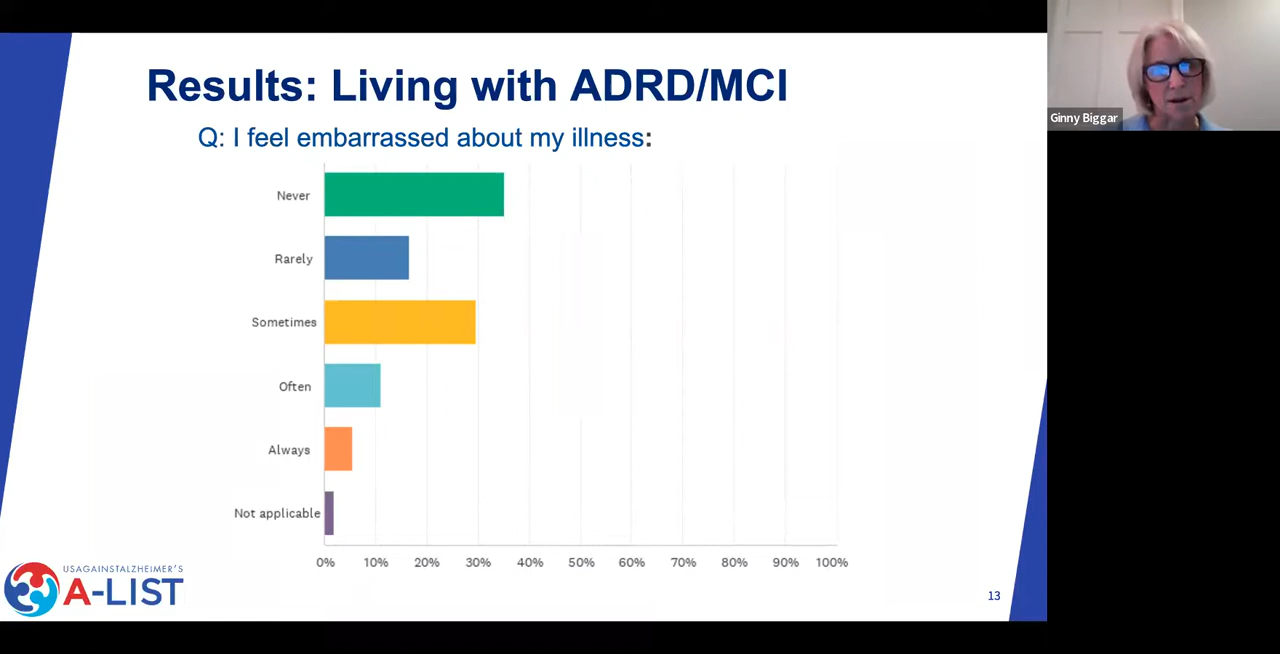 Results: Living with ADRD/MCI
Q: I feel embarrassed about my illness:
Never
Rarely
Sometimes
Often
Always
Not applicable
0% 10% 20% 30% 40% 50% 60% 70% 80% 90% 100%
USAGAINSTALZHEIMER'S
A-LIST
13
Ginny Biggar